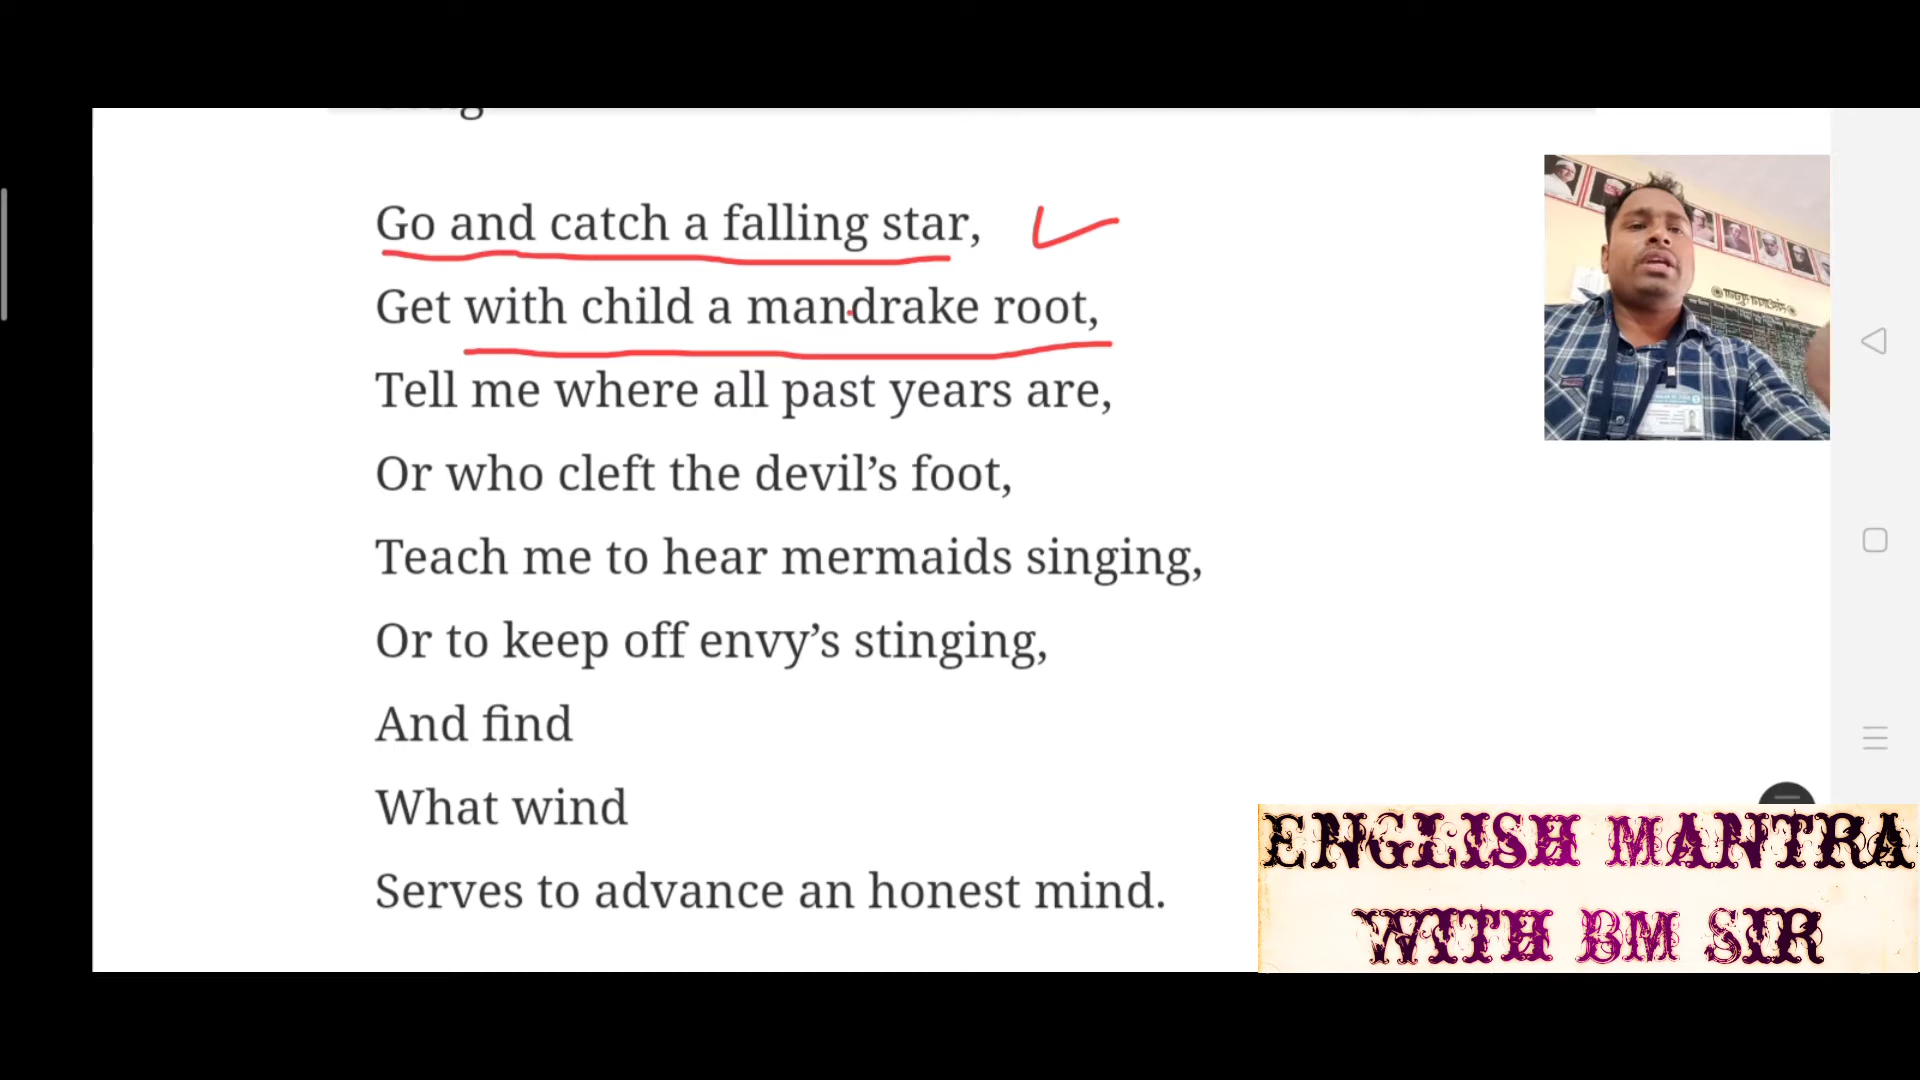 Go and catch a falling star,
Get with child a mandrake root,
Tell me where all past years are,
Or who cleft the devil’s foot,
Teach me to hear mermaids singing,
Or to keep off envy’s stinging,
And find
What wind
Serves to advance an honest mind.
ENGLISH MANTRA
WITH BM SIR